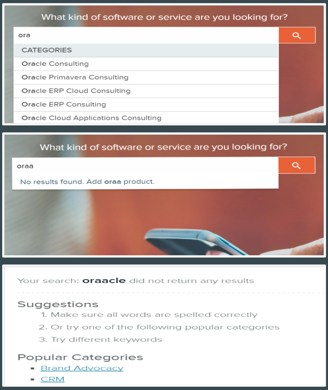 What kind of software or service are you looking for?
ora
CATEGORIES
Oracle Consulting
Oracle Primavera Consulting
Oracle ERP Cloud Consulting
Oracle ERP Consulting
Oracle Cloud Applications Consulting
What kind of software or service are you looking for?
oraa
No results found. Add oraa product.
Your search: oraacle did not return any results
Suggestions
1. Make sure all words are spelled correctly
2. Or try one of the following popular categories
3. Try different keywords
Popular Categories
Brand Advocacy
CRM